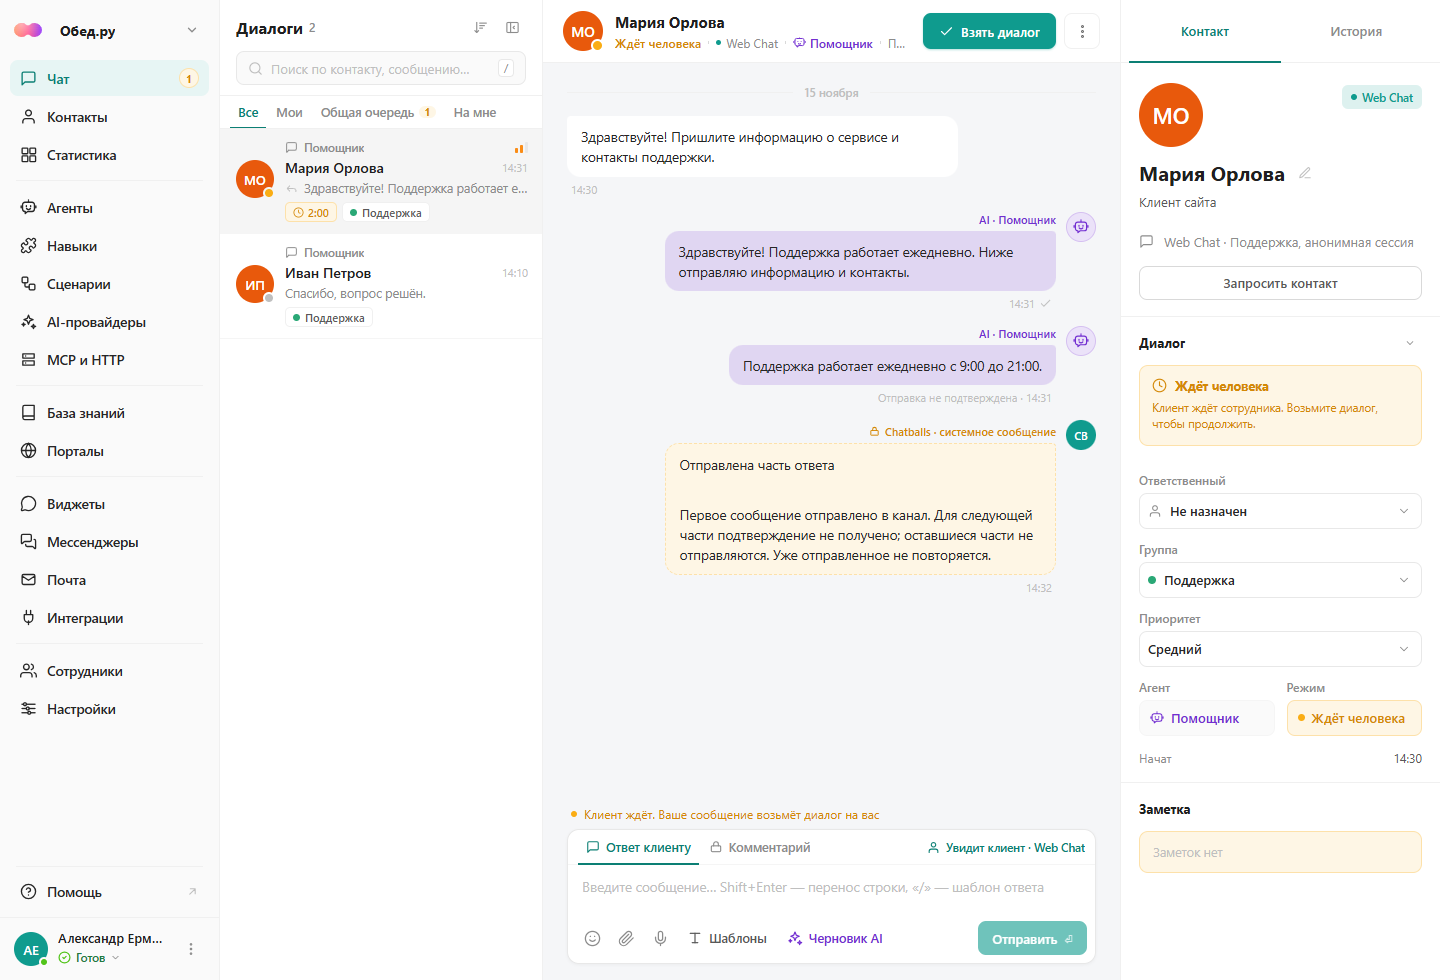 Обед.ру
Чат
1
Контакты
Статистика
Агенты
Навыки
Сценарии
AI-провайдеры
MCP и HTTP
База знаний
Порталы
Виджеты
Мессенджеры
Почта
Интеграции
Сотрудники
Настройки
Помощь
АЕ
Александр Ерм...
Готов
Диалоги 2
Поиск по контакту, сообщению... /
Все Мои Общая очередь 1 На мне
Помощник
МО
Мария Орлова 14:31
Здравствуйте! Поддержка работает е...
2:00 Поддержка
Помощник
ИП
Иван Петров 14:10
Спасибо, вопрос решён.
Поддержка
МО
Мария Орлова
Ждёт человека · Web Chat · Помощник · П...
Взять диалог
15 ноября
Здравствуйте! Пришлите информацию о сервисе и
контакты поддержки.
14:30
AI · Помощник
Здравствуйте! Поддержка работает ежедневно. Ниже
отправляю информацию и контакты.
14:31
AI · Помощник
Поддержка работает ежедневно с 9:00 до 21:00.
Отправка не подтверждена · 14:31
Chatballs · системное сообщение
СВ
Отправлена часть ответа
Первое сообщение отправлено в канал. Для следующей
части подтверждение не получено; оставшиеся части не
отправляются. Уже отправленное не повторяется.
14:32
Клиент ждёт. Ваше сообщение возьмёт диалог на вас
Ответ клиенту Комментарий Увидит клиент · Web Chat
Введите сообщение... Shift+Enter — перенос строки, «/» — шаблон ответа
Шаблоны Черновик AI Отправить
Контакт История
МО
Web Chat
Мария Орлова
Клиент сайта
Web Chat · Поддержка, анонимная сессия
Запросить контакт
Диалог
Ждёт человека
Клиент ждёт сотрудника. Возьмите диалог,
чтобы продолжить.
Ответственный
Не назначен
Группа
Поддержка
Приоритет
Средний
Агент Режим
Помощник Ждёт человека
Начат 14:30
Заметка
Заметок нет